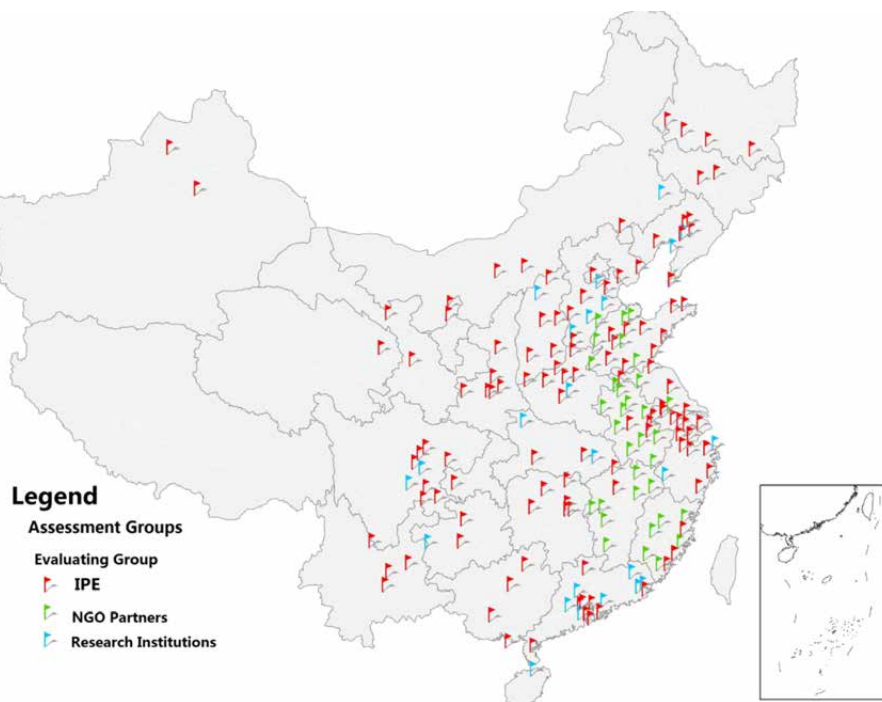 Legend
Assessment Groups
Evaluating Group
IPE
NGO Partners
Research Institutions